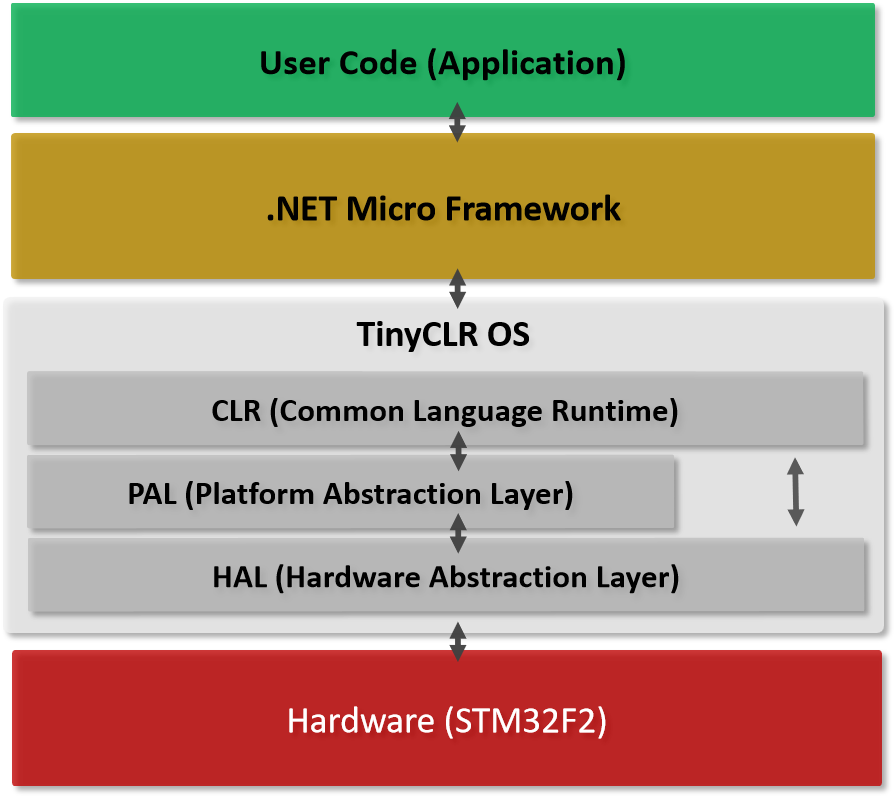 User Code (Application)
.NET Micro Framework
TinyCLR OS
CLR (Common Language Runtime)
PAL (Platform Abstraction Layer)
HAL (Hardware Abstraction Layer)
Hardware (STM32F2)